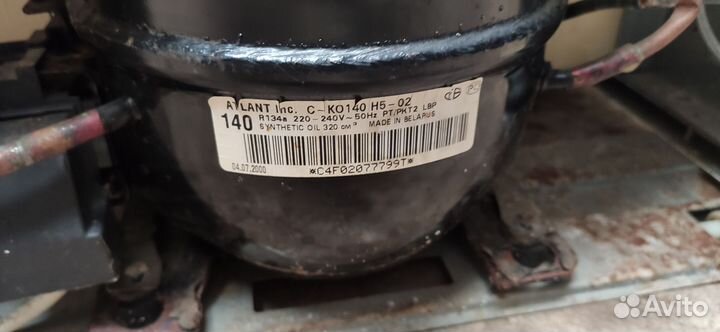 ATLANT Inc. C-KO140 H5-02
140 R134a 220-240V~50Hz PT/PKT2 LBP
SYNTHETIC OIL 320 см³ MADE IN BELARUS
04.07.2000
*C4F02077799T*
Avito